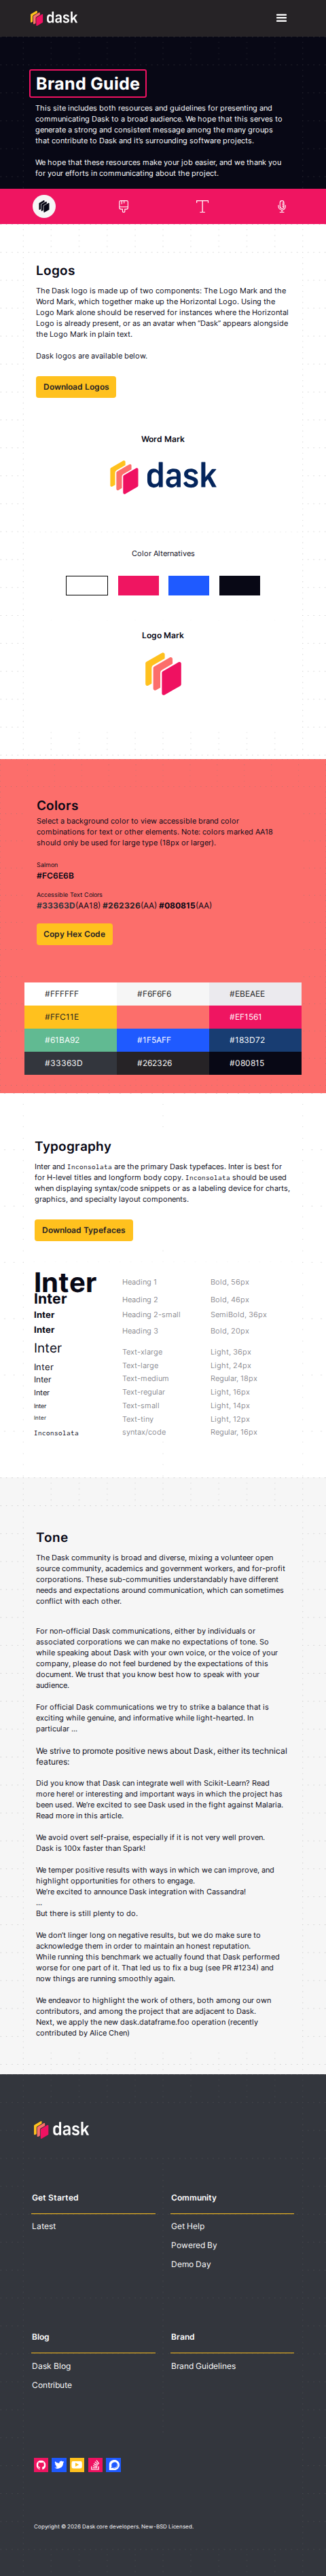 dask
Brand Guide
This site includes both resources and guidelines for presenting and
communicating Dask to a broad audience. We hope that this serves to
generate a strong and consistent message among the many groups
that contribute to Dask and it's surrounding software projects.
We hope that these resources make your job easier, and we thank you
for your efforts in communicating about the project.
Logos
The Dask logo is made up of two components: The Logo Mark and the
Word Mark, which together make up the Horizontal Logo. Using the
Logo Mark alone should be reserved for instances where the Horizontal
Logo is already present, or as an avatar when "Dask" appears alongside
the Logo Mark in plain text.
Dask logos are available below.
Download Logos
Word Mark
dask
Color Alternatives
Logo Mark
Colors
Select a background color to view accessible brand color
combinations for text or other elements. Note: colors marked AA18
should only be used for large type (18px or larger).
Salmon
#FC6E6B
Accessible Text Colors
#33363D(AA18) #262326(AA) #080815(AA)
Copy Hex Code
#FFFFFF #F6F6F6 #EBEAEE
#FFC11E #EF1561
#61BA92 #1F5AFF #183D72
#33363D #262326 #080815
Typography
Inter and Inconsolata are the primary Dask typefaces. Inter is best for
for H-level titles and longform body copy. Inconsolata should be used
when displaying syntax/code snippets or as a labeling device for charts,
graphics, and specialty layout components.
Download Typefaces
Inter Heading 1 Bold, 56px
Inter Heading 2 Bold, 46px
Inter Heading 2-small SemiBold, 36px
Inter Heading 3 Bold, 20px
Inter Text-xlarge Light, 36px
Inter Text-large Light, 24px
Inter Text-medium Regular, 18px
Inter Text-regular Light, 16px
Inter Text-small Light, 14px
Inter Text-tiny Light, 12px
Inconsolata syntax/code Regular, 16px
Tone
The Dask community is broad and diverse, mixing a volunteer open
source community, academics and government workers, and for-profit
corporations. These sub-communities understandably have different
needs and expectations around communication, which can sometimes
conflict with each other.
For non-official Dask communications, either by individuals or
associated corporations we can make no expectations of tone. So
while speaking about Dask with your own voice, or the voice of your
company, please do not feel burdened by the expectations of this
document. We trust that you know best how to speak with your
audience.
For official Dask communications we try to strike a balance that is
exciting while genuine, and informative while light-hearted. In
particular ...
We strive to promote positive news about Dask, either its technical
features:
Did you know that Dask can integrate well with Scikit-Learn? Read
more here! or interesting and important ways in which the project has
been used. We're excited to see Dask used in the fight against Malaria.
Read more in this article.
We avoid overt self-praise, especially if it is not very well proven.
Dask is 100x faster than Spark!
We temper positive results with ways in which we can improve, and
highlight opportunities for others to engage.
We're excited to announce Dask integration with Cassandra!
...
But there is still plenty to do.
We don't linger long on negative results, but we do make sure to
acknowledge them in order to maintain an honest reputation.
While running this benchmark we actually found that Dask performed
worse for one part of it. That led us to fix a bug (see PR #1234) and
now things are running smoothly again.
We endeavor to highlight the work of others, both among our own
contributors, and among the project that are adjacent to Dask.
Next, we apply the new dask.dataframe.foo operation (recently
contributed by Alice Chen)
dask
Get Started Community
Latest Get Help
Powered By
Demo Day
Blog Brand
Dask Blog Brand Guidelines
Contribute
Copyright © 2026 Dask core developers. New-BSD Licensed.